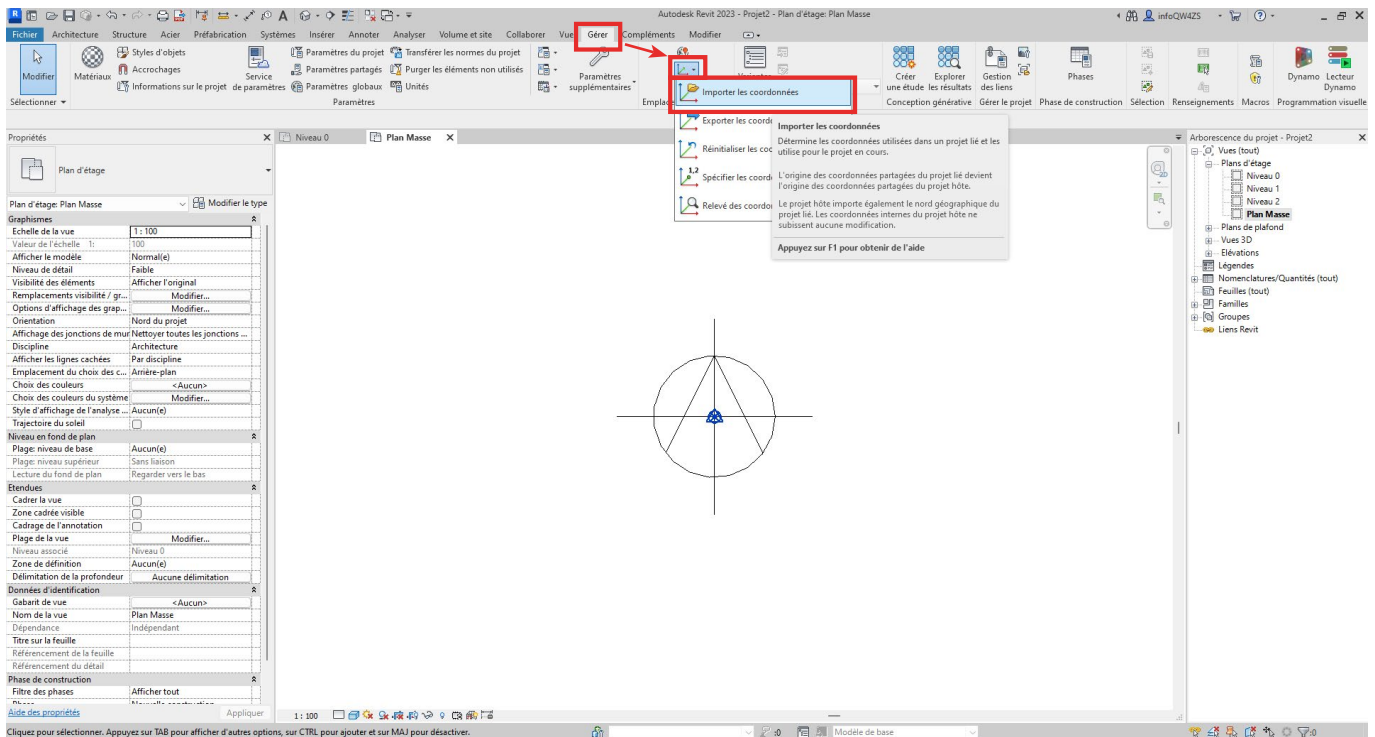 Autodesk Revit 2023 - Projet2 - Plan d'étage: Plan Masse
infoQW4ZS
Fichier Architecture Structure Acier Préfabrication Systèmes Insérer Annoter Analyser Volume et site Collaborer Vue Gérer Compléments Modifier
Modifier
Matériaux
Styles d'objets
Accrochages
Informations sur le projet
Service de paramètres
Paramètres du projet
Transférer les normes du projet
Paramètres partagés
Purger les éléments non utilisés
Paramètres globaux
Unités
Paramètres supplémentaires
Créer une étude
Explorer les résultats
Gestion des liens
Phases
Dynamo
Lecteur Dynamo
Sélectionner
Paramètres
Conception générative
Gérer le projet
Phase de construction
Sélection
Renseignements
Macros
Programmation visuelle
Importer les coordonnées
Exporter les coord
Réinitialiser les coo
Spécifier les coord
1,2
Relevé des coordo
Importer les coordonnées
Détermine les coordonnées utilisées dans un projet lié et les
utilise pour le projet en cours.
L'origine des coordonnées partagées du projet lié devient
l'origine des coordonnées partagées du projet hôte.
Le projet hôte importe également le nord géographique du
projet lié. Les coordonnées internes du projet hôte ne
subissent aucune modification.
Appuyez sur F1 pour obtenir de l'aide
Propriétés
Niveau 0
Plan Masse
Plan d'étage
Plan d'étage: Plan Masse
Modifier le type
Graphismes
Echelle de la vue 1 : 100
Valeur de l'échelle 1: 100
Afficher le modèle Normal(e)
Niveau de détail Faible
Visibilité des éléments Afficher l'original
Remplacements visibilité / gr... Modifier...
Options d'affichage des grap... Modifier...
Orientation Nord du projet
Affichage des jonctions de mur Nettoyer toutes les jonctions ...
Discipline Architecture
Afficher les lignes cachées Par discipline
Emplacement du choix des c... Arrière-plan
Choix des couleurs <Aucun>
Choix des couleurs du système Modifier...
Style d'affichage de l'analyse ... Aucun(e)
Trajectoire du soleil
Niveau en fond de plan
Plage: niveau de base Aucun(e)
Plage: niveau supérieur Sans liaison
Lecture du fond de plan Regarder vers le bas
Etendues
Cadrer la vue
Zone cadrée visible
Cadrage de l'annotation
Plage de la vue Modifier...
Niveau associé Niveau 0
Zone de définition Aucun(e)
Délimitation de la profondeur Aucune délimitation
Données d'identification
Gabarit de vue <Aucun>
Nom de la vue Plan Masse
Dépendance Indépendant
Titre sur la feuille
Référencement de la feuille
Référencement du détail
Phase de construction
Filtre des phases Afficher tout
Aide des propriétés
Appliquer
Arborescence du projet - Projet2
Vues (tout)
Plans d'étage
Niveau 0
Niveau 1
Niveau 2
Plan Masse
Plans de plafond
Vues 3D
Elévations
Légendes
Nomenclatures/Quantités (tout)
Feuilles (tout)
Familles
Groupes
Liens Revit
1 : 100
Cliquez pour sélectionner. Appuyez sur TAB pour afficher d'autres options, sur CTRL pour ajouter et sur MAJ pour désactiver.
:0
Modèle de base
:0